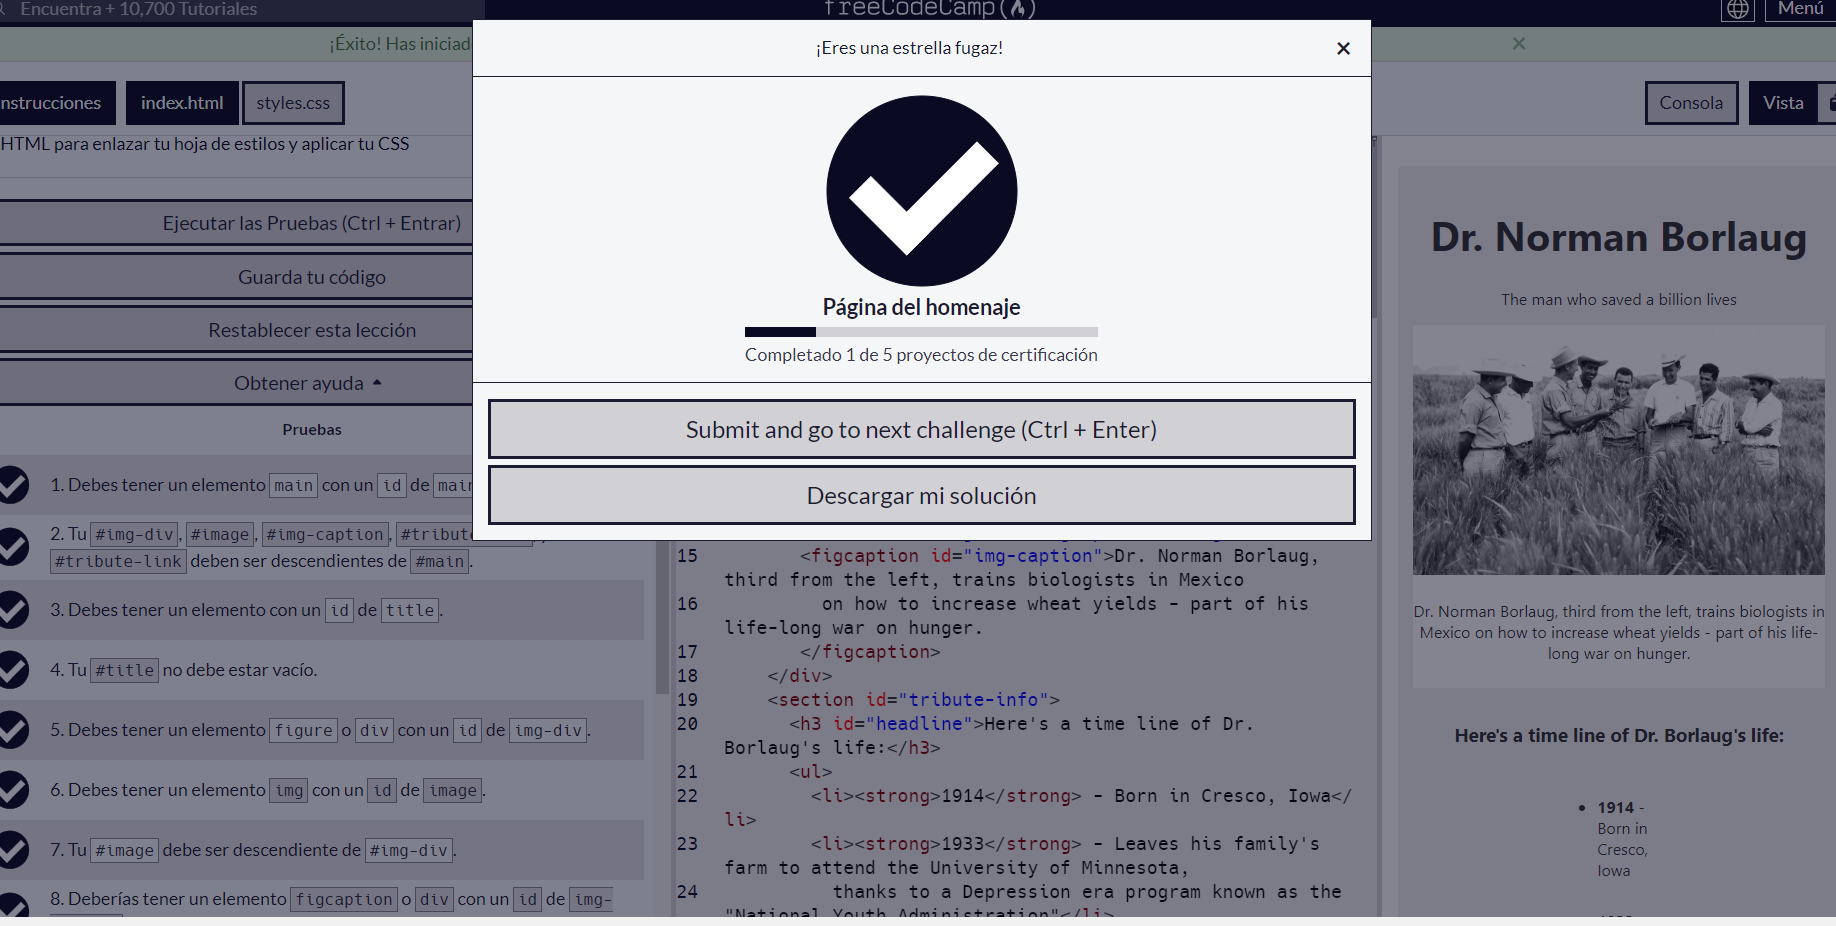 Encuentra + 10,700 Tutoriales
freeCodeCamp
Menú
¡Éxito! Has iniciad
nstrucciones
index.html
styles.css
Consola
Vista
HTML para enlazar tu hoja de estilos y aplicar tu CSS
Ejecutar las Pruebas (Ctrl + Entrar)
Guarda tu código
Restablecer esta lección
Obtener ayuda
Pruebas
1. Debes tener un elemento main con un id de main
2. Tu #img-div, #image, #img-caption, #tribute
#tribute-link deben ser descendientes de #main.
3. Debes tener un elemento con un id de title.
4. Tu #title no debe estar vacío.
5. Debes tener un elemento figure o div con un id de img-div.
6. Debes tener un elemento img con un id de image.
7. Tu #image debe ser descendiente de #img-div.
8. Deberías tener un elemento figcaption o div con un id de img-
¡Eres una estrella fugaz!
×
Página del homenaje
Completado 1 de 5 proyectos de certificación
Submit and go to next challenge (Ctrl + Enter)
Descargar mi solución
15 <figcaption id="img-caption">Dr. Norman Borlaug,
third from the left, trains biologists in Mexico
16 on how to increase wheat yields - part of his
life-long war on hunger.
17 </figcaption>
18 </div>
19 <section id="tribute-info">
20 <h3 id="headline">Here's a time line of Dr.
Borlaug's life:</h3>
21 <ul>
22 <li><strong>1914</strong> - Born in Cresco, Iowa</
li>
23 <li><strong>1933</strong> - Leaves his family's
farm to attend the University of Minnesota,
24 thanks to a Depression era program known as the
"National Youth Administration"</li>
Dr. Norman Borlaug
The man who saved a billion lives
Dr. Norman Borlaug, third from the left, trains biologists in
Mexico on how to increase wheat yields - part of his life-
long war on hunger.
Here's a time line of Dr. Borlaug's life:
• 1914 -
Born in
Cresco,
Iowa